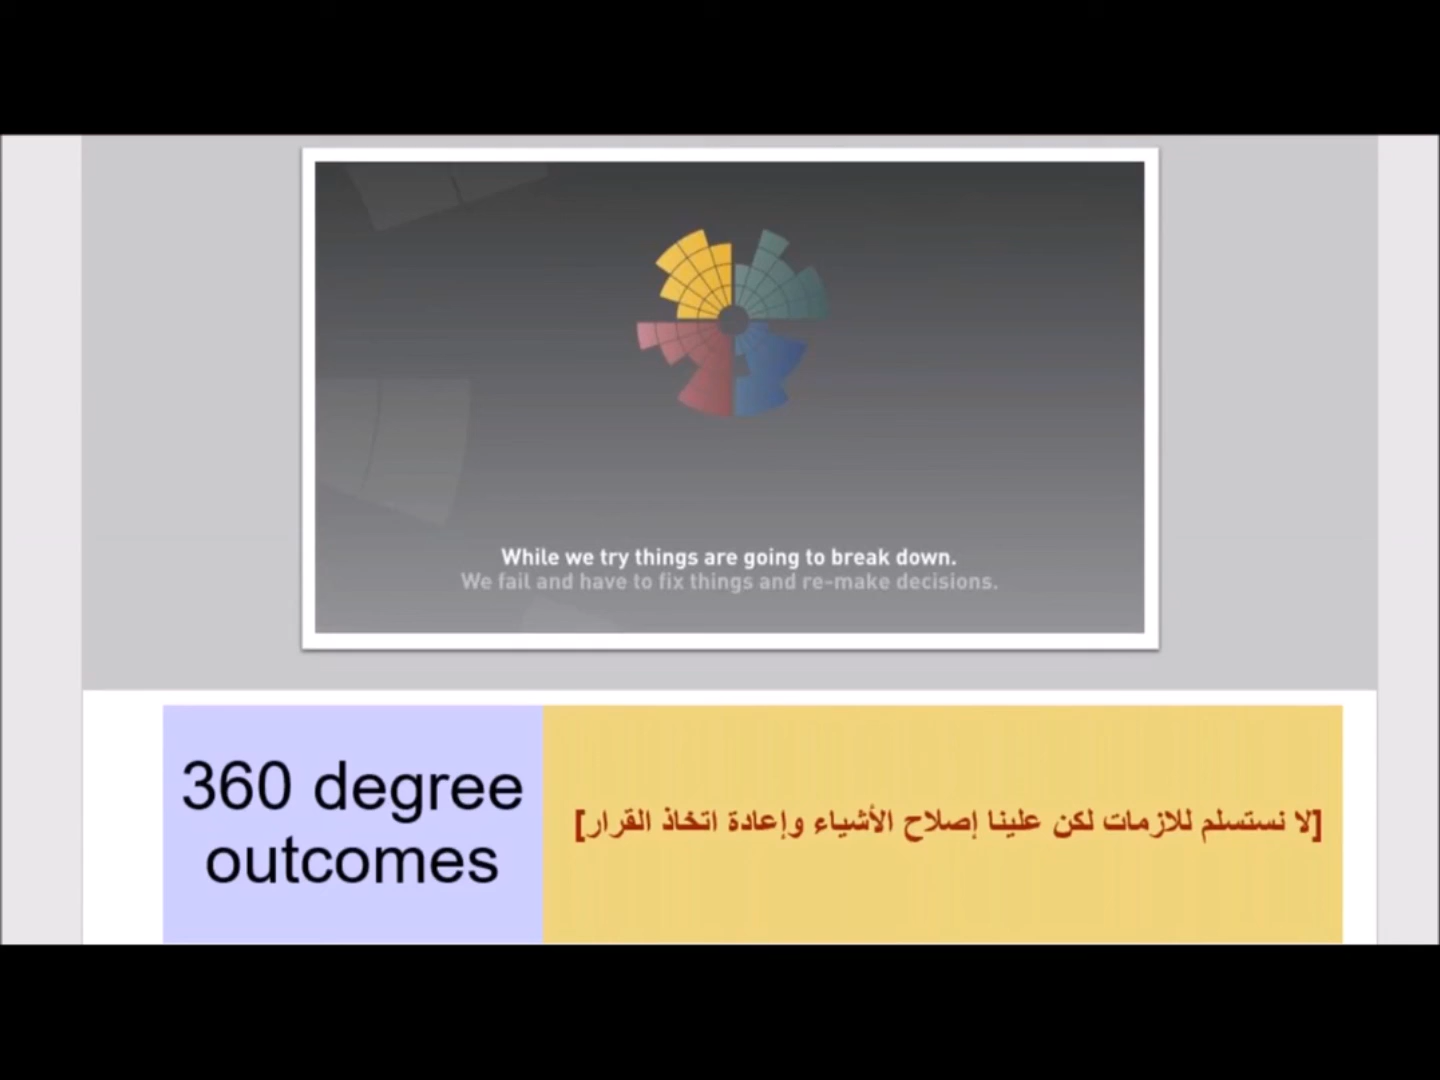 While we try things are going to break down.
We fail and have to fix things and re-make decisions.
360 degree
outcomes
[لا نستسلم للازمات لكن علينا إصلاح الأشياء وإعادة اتخاذ القرار]